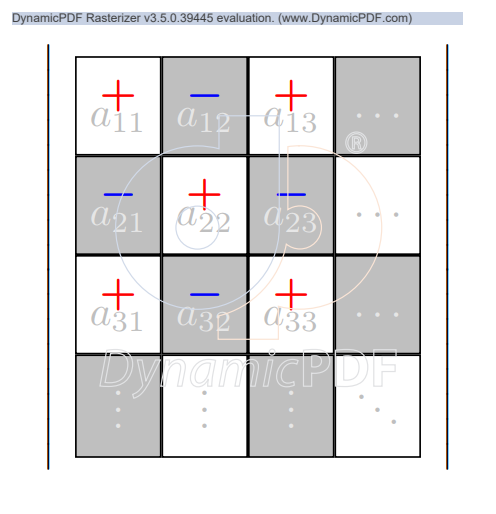 DynamicPDF Rasterizer v3.5.0.39445 evaluation. (www.DynamicPDF.com)
+ − +
a₁₁ a₁₂ a₁₃ ···
®
− + −
a₂₁ a₂₂ a₂₃ ···
+ − +
a₃₁ a₃₂ a₃₃ ···
DynamicPDF
⋮ ⋮ ⋮ ⋱